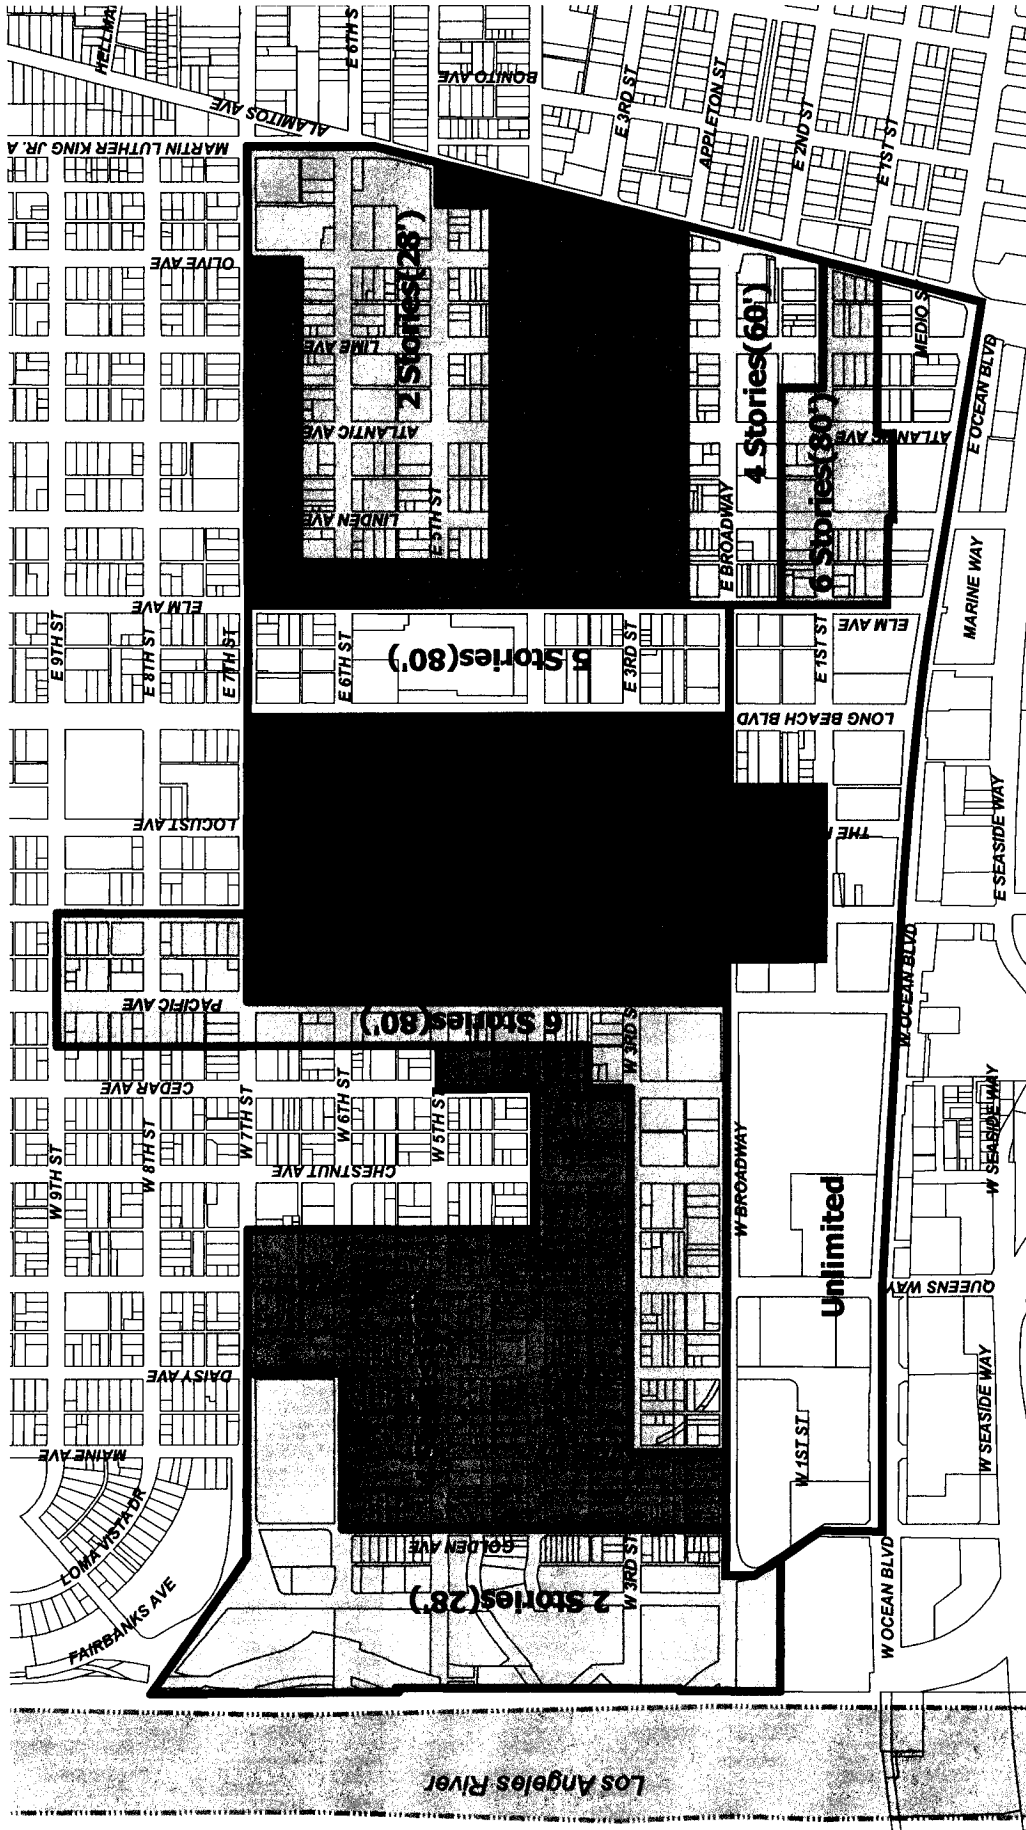 HELLMA
E 6TH S
BONITO AVE
E 3RD ST
APPLETON ST
E 2ND ST
E 1ST ST
ALAMITOS AVE
MARTIN LUTHER KING JR. A
OLIVE AVE
2 Stories(28')
LIME AVE
4 Stories(60')
MEDIO S
E OCEAN BLVD
ATLANTIC AVE
6 Stories(80')
LINDEN AVE
E 5TH ST
E BROADWAY
MARINE WAY
ELM AVE
ELM AVE
E 9TH ST
E 8TH ST
E 7TH ST
E 6TH ST
Stories(80')
E 3RD ST
E 1ST ST
LONG BEACH BLVD
LOCUST AVE
THE
E SEASIDE WAY
PACIFIC AVE
6 Stories(80')
W 3RD S
W OCEAN BLVD
CEDAR AVE
W 9TH ST
W 8TH ST
W 7TH ST
W 6TH ST
W 5TH ST
CHESTNUT AVE
W BROADWAY
W SEASIDE WAY
Unlimited
QUEENS WAY
DAISY AVE
MAINE AVE
W 1ST ST
W SEASIDE WAY
LOMA VISTA DR
FAIRBANKS AVE
GOLDEN AVE
2 Stories(28')
W 3RD ST
W OCEAN BLVD
Los Angeles River